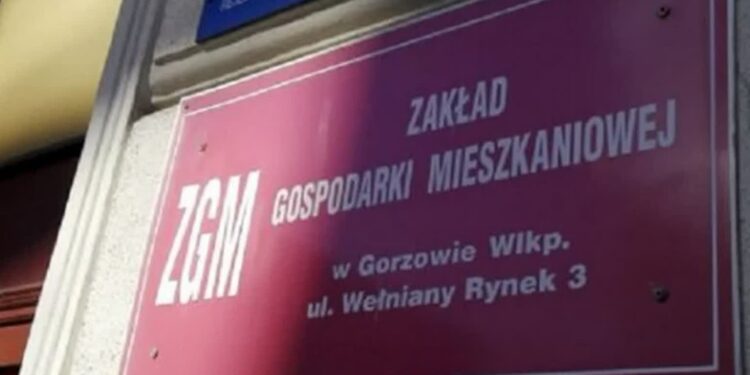 ZAKŁAD
ZGM GOSPODARKI MIESZKANIOWEJ
w Gorzowie Wlkp.
ul. Wełniany Rynek 3